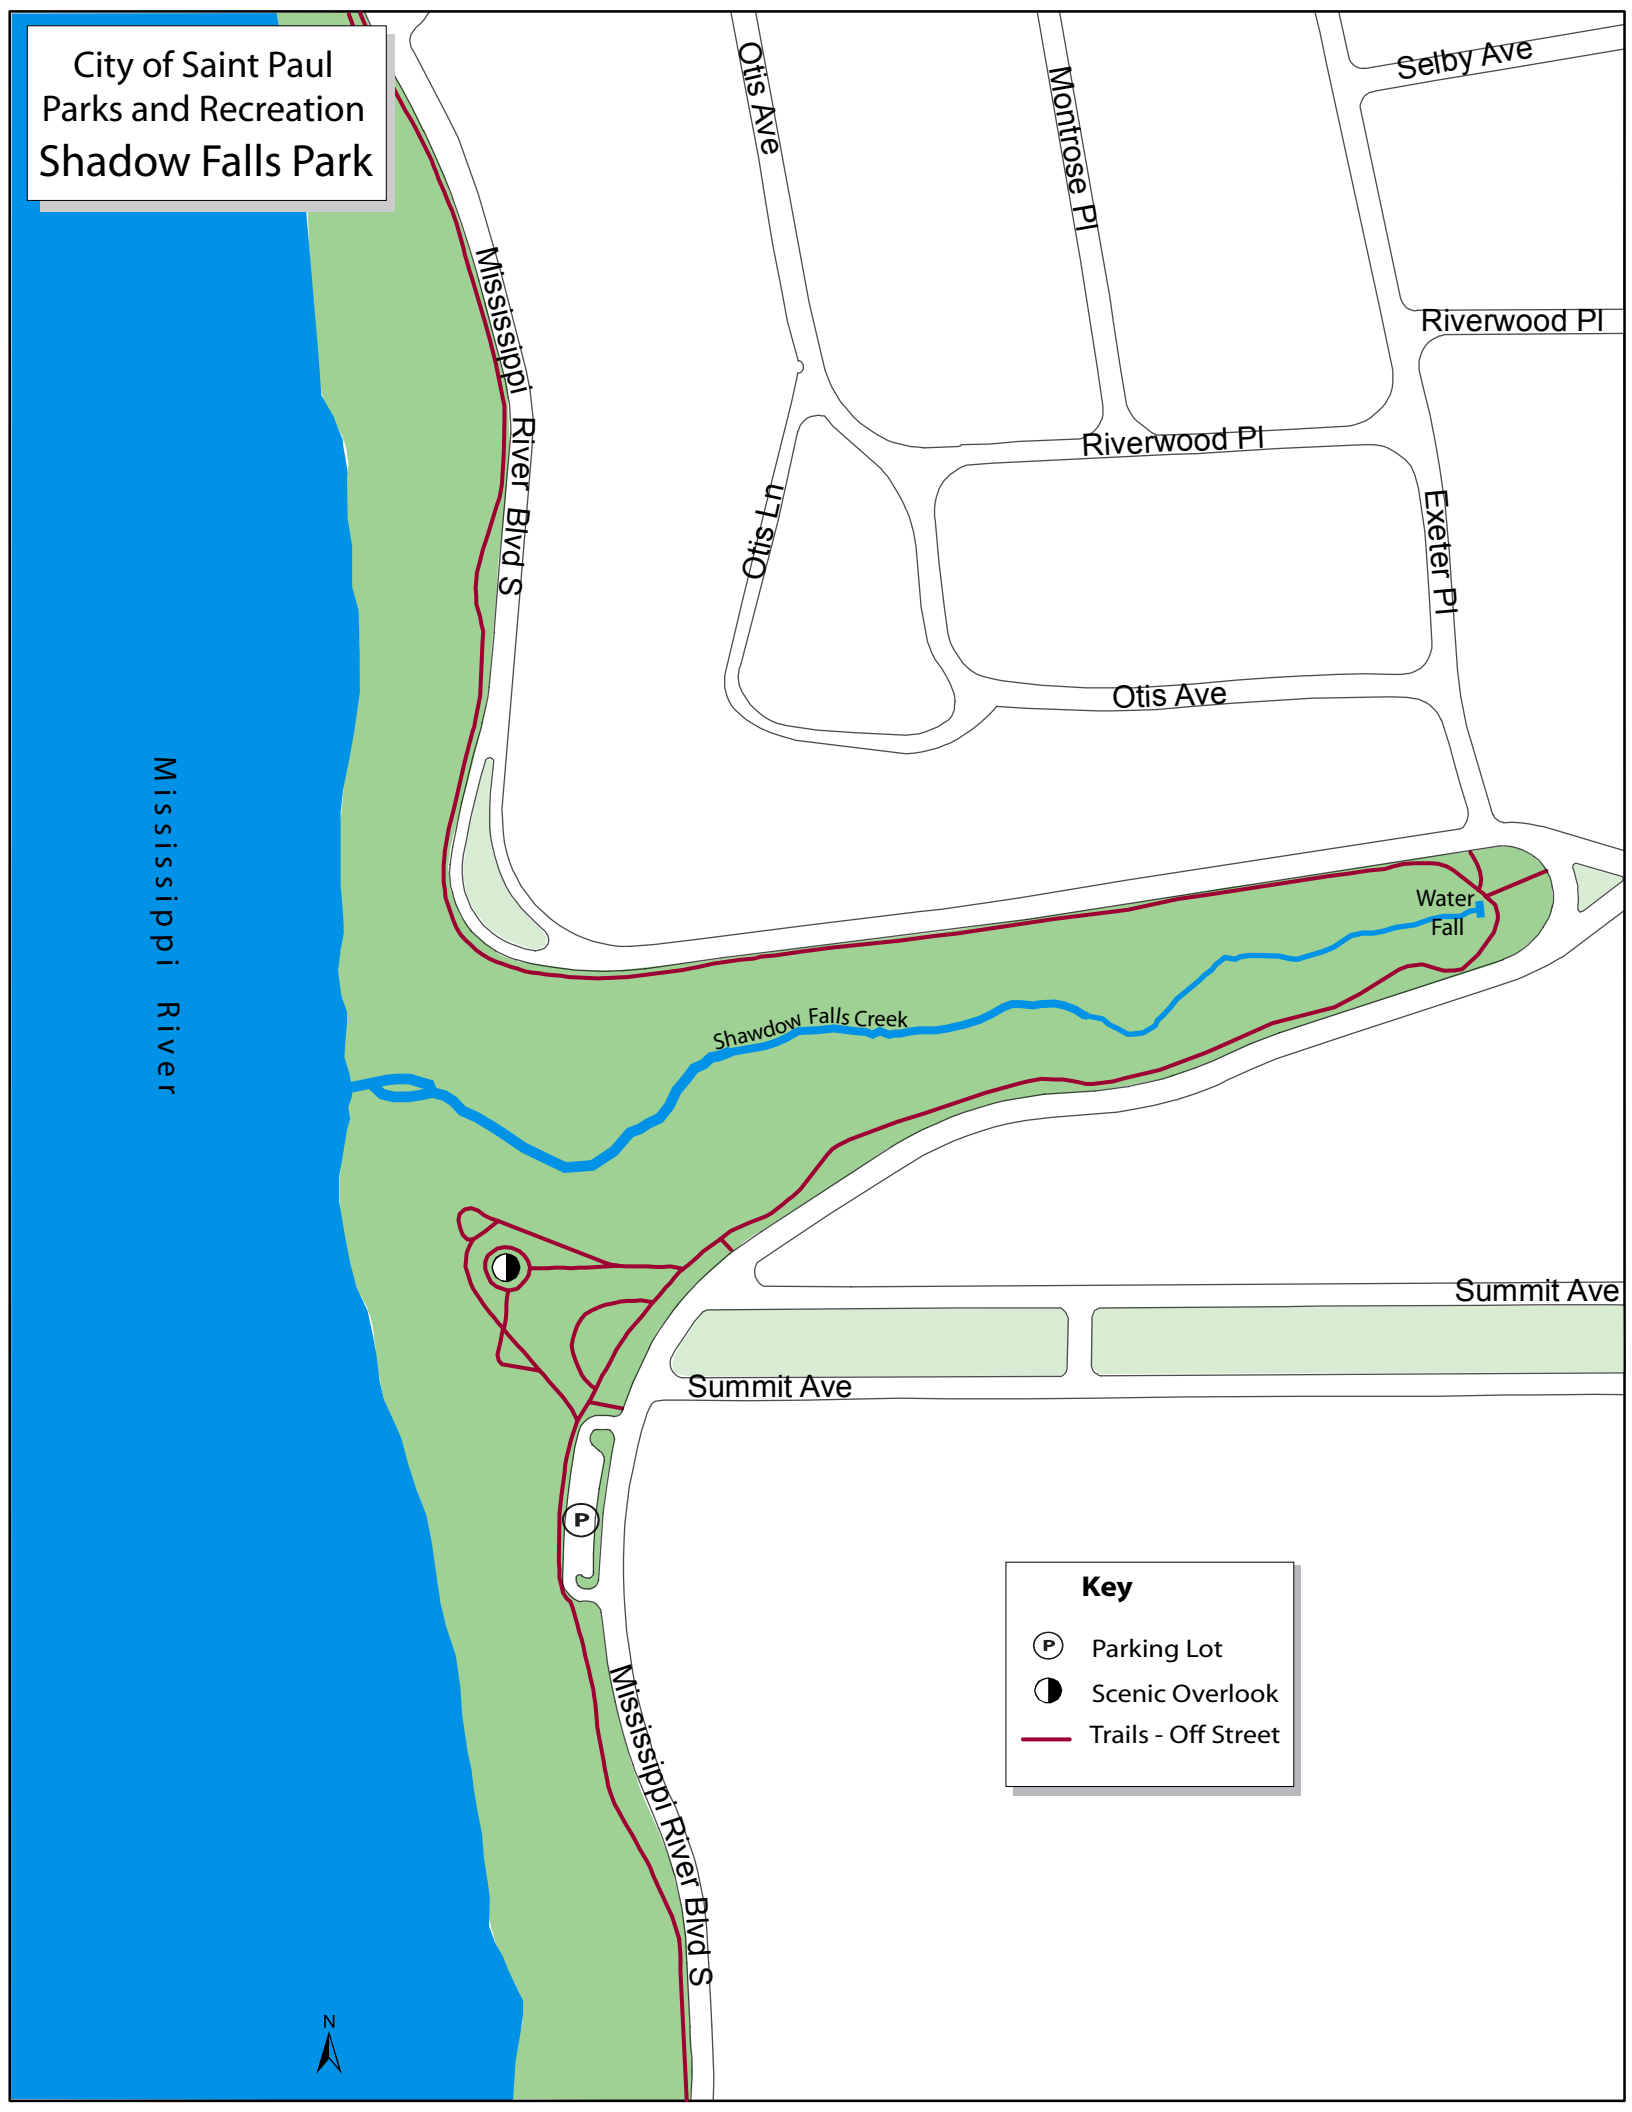 City of Saint Paul
Parks and Recreation
Shadow Falls Park
Otis Ave
Montrose Pl
Selby Ave
Mississippi River Blvd S
Riverwood Pl
Riverwood Pl
Otis Ln
Exeter Pl
Otis Ave
Mississippi River
Water
Fall
Shawdow Falls Creek
Summit Ave
Summit Ave
P
Mississippi River Blvd S
Key
P Parking Lot
Scenic Overlook
Trails - Off Street
N